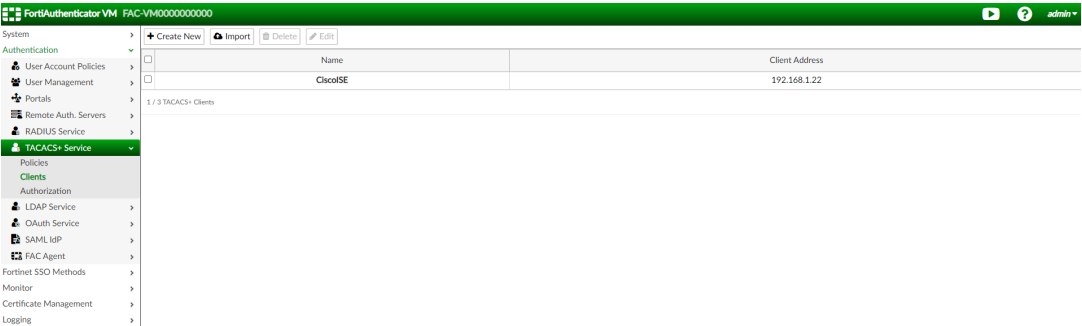 FortiAuthenticator VM FAC-VM0000000000
admin
System
Authentication
User Account Policies
User Management
Portals
Remote Auth. Servers
RADIUS Service
TACACS+ Service
Policies
Clients
Authorization
LDAP Service
OAuth Service
SAML IdP
FAC Agent
Fortinet SSO Methods
Monitor
Certificate Management
Logging
+ Create New Import Delete Edit
Name Client Address
CiscoISE 192.168.1.22
1 / 3 TACACS+ Clients